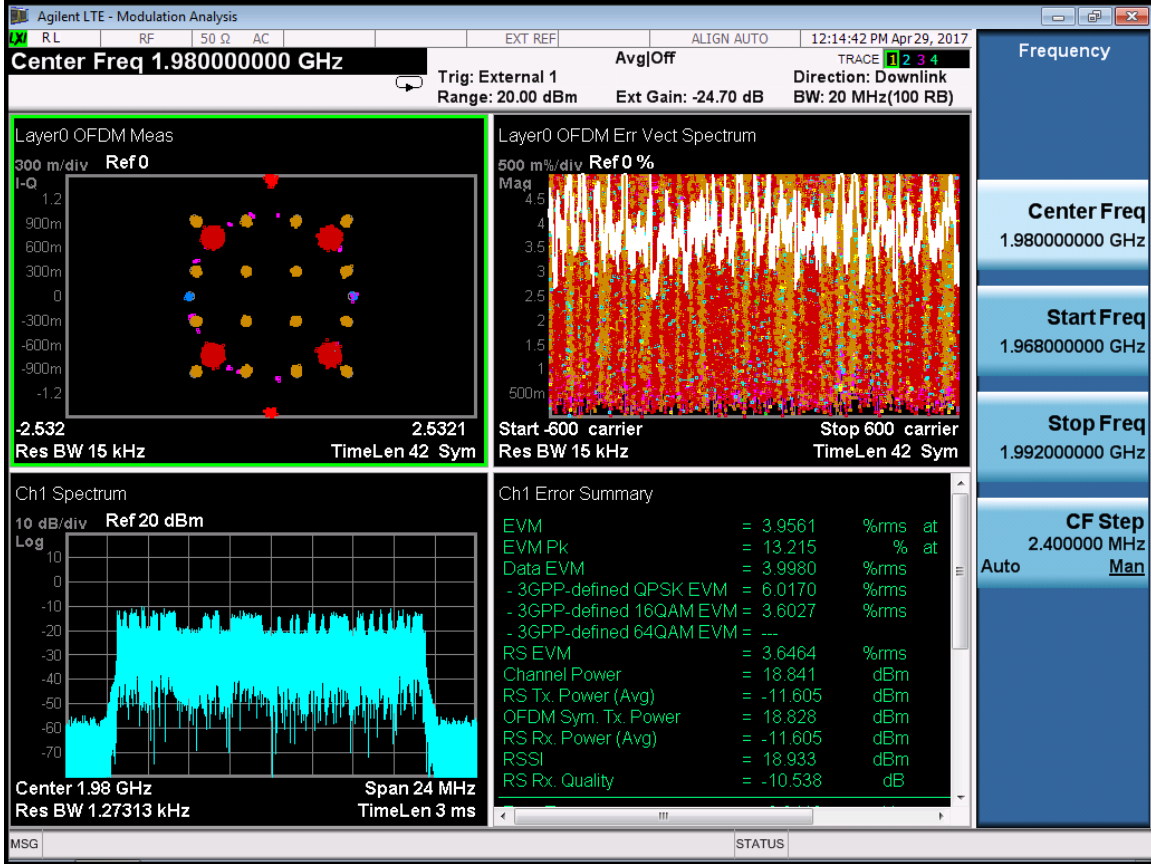 Agilent LTE - Modulation Analysis
LXI RL RF 50 Ω AC EXT REF ALIGN AUTO 12:14:42 PM Apr 29, 2017
Center Freq 1.980000000 GHz
Avg|Off
TRACE 1 2 3 4
Trig: External 1
Direction: Downlink
Range: 20.00 dBm Ext Gain: -24.70 dB BW: 20 MHz(100 RB)
Layer0 OFDM Meas
300 m/div Ref 0
I-Q
1.2
900m
600m
300m
0
-300m
-600m
-900m
-1.2
-2.532 2.5321
Res BW 15 kHz TimeLen 42 Sym
Layer0 OFDM Err Vect Spectrum
500 m%/div Ref 0 %
Mag
4.5
4
3.5
3
2.5
2
1.5
1
500m
Start -600 carrier Stop 600 carrier
Res BW 15 kHz TimeLen 42 Sym
Ch1 Spectrum
10 dB/div Ref 20 dBm
Log
10
0
-10
-20
-30
-40
-50
-60
-70
Center 1.98 GHz Span 24 MHz
Res BW 1.27313 kHz TimeLen 3 ms
Ch1 Error Summary
EVM = 3.9561 %rms at
EVM Pk = 13.215 % at
Data EVM = 3.9980 %rms
- 3GPP-defined QPSK EVM = 6.0170 %rms
- 3GPP-defined 16QAM EVM = 3.6027 %rms
- 3GPP-defined 64QAM EVM = ---
RS EVM = 3.6464 %rms
Channel Power = 18.841 dBm
RS Tx. Power (Avg) = -11.605 dBm
OFDM Sym. Tx. Power = 18.828 dBm
RS Rx. Power (Avg) = -11.605 dBm
RSSI = 18.933 dBm
RS Rx. Quality = -10.538 dB
Frequency
Center Freq
1.980000000 GHz
Start Freq
1.968000000 GHz
Stop Freq
1.992000000 GHz
CF Step
2.400000 MHz
Auto Man
MSG STATUS